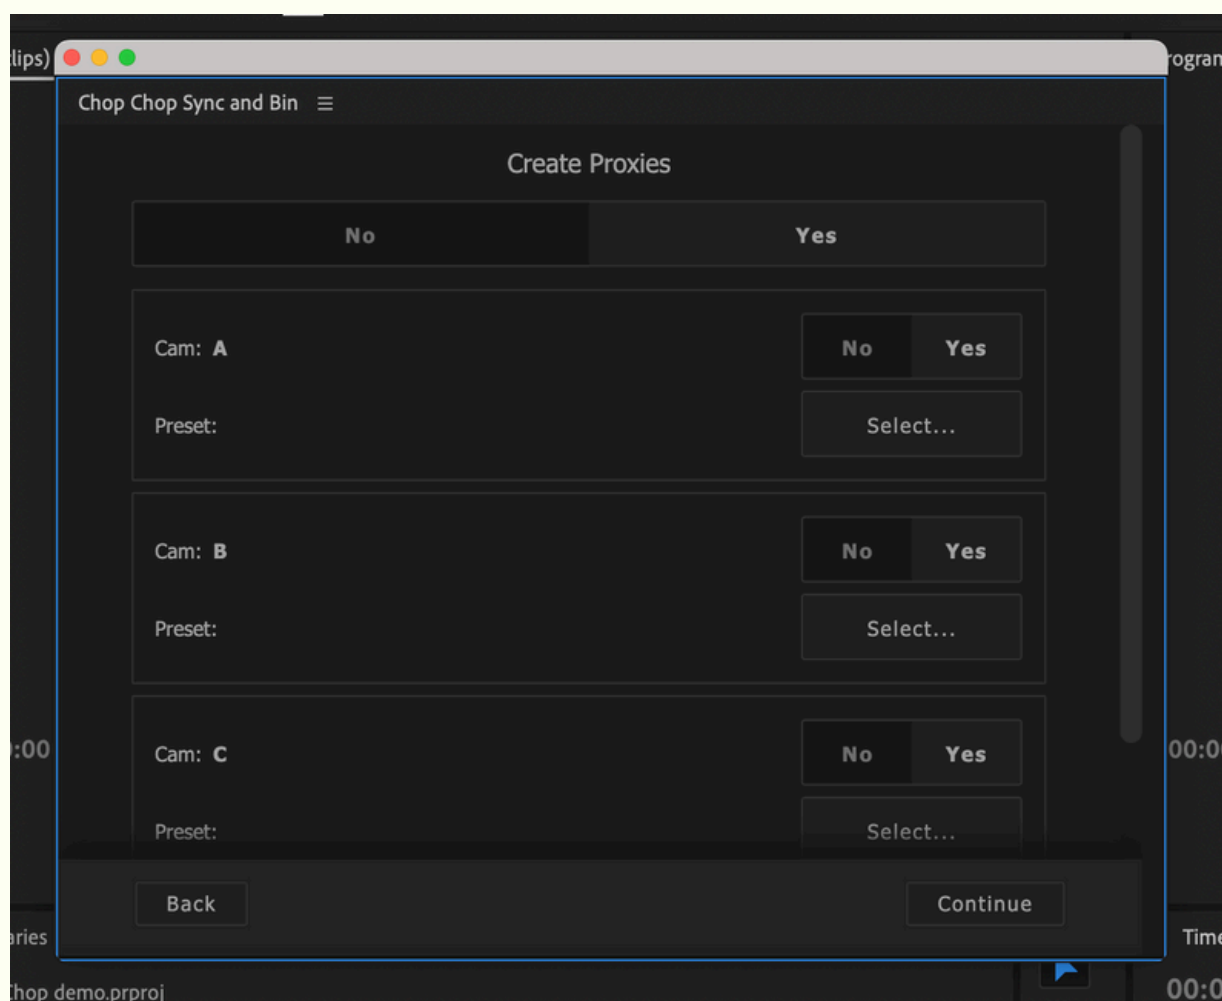 lips)
rogram
Chop Chop Sync and Bin
Create Proxies
No Yes
Cam: A No Yes
Preset: Select...
Cam: B No Yes
Preset: Select...
:00
00:0
Cam: C No Yes
Preset: Select...
Back Continue
aries
Time
hop demo.prproj
00:0